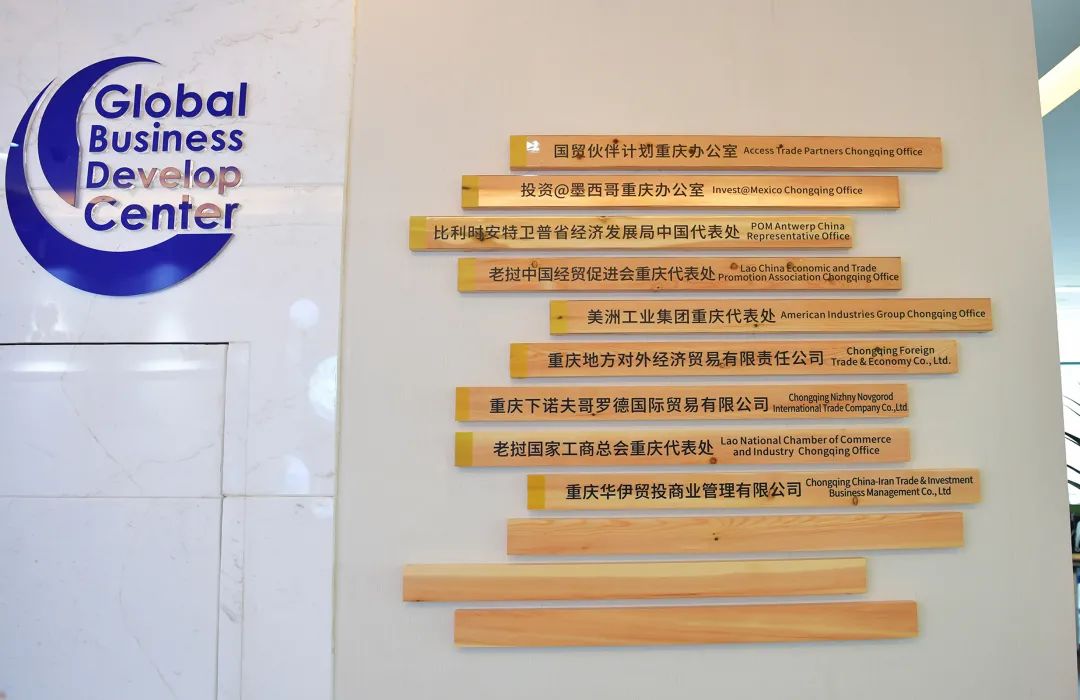 Global
Business
Develop
Center
国贸伙伴计划重庆办公室 Access Trade Partners Chongqing Office
投资@墨西哥重庆办公室 Invest@Mexico Chongqing Office
比利时安特卫普省经济发展局中国代表处 POM Antwerp China
Representative Office
老挝中国经贸促进会重庆代表处 Lao China Economic and Trade
Promotion Association Chongqing Office
美洲工业集团重庆代表处 American Industries Group Chongqing Office
重庆地方对外经济贸易有限责任公司 Chongqing Foreign
Trade & Economy Co., Ltd.
重庆下诺夫哥罗德国际贸易有限公司 Chongqing Nizhny Novgorod
International Trade Company Co.,Ltd.
老挝国家工商总会重庆代表处 Lao National Chamber of Commerce
and Industry Chongqing Office
重庆华伊贸投商业管理有限公司 Chongqing China-Iran Trade & Investment
Business Management Co., Ltd